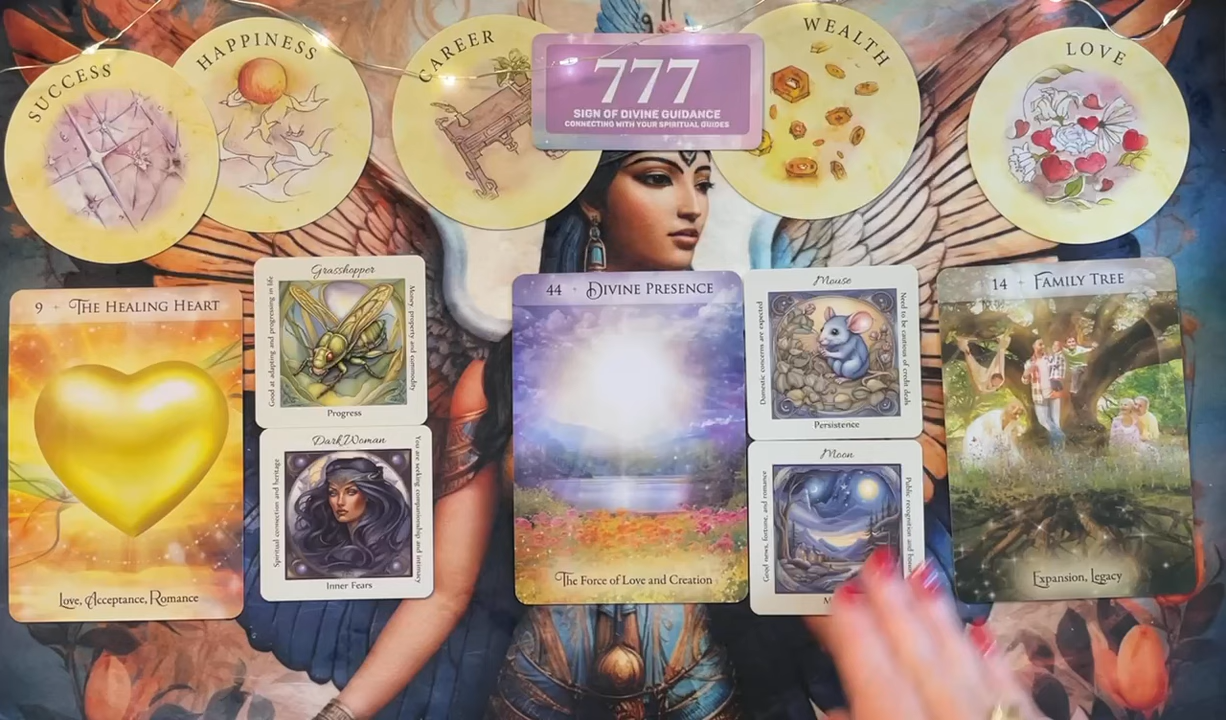 SUCCESS
HAPPINESS
CAREER
777
SIGN OF DIVINE GUIDANCE
CONNECTING WITH YOUR SPIRITUAL GUIDES
WEALTH
LOVE
9 + THE HEALING HEART
Love, Acceptance, Romance
Grasshopper
Good at adapting and progressing in life
Money, property and commodity
Progress
Dark Woman
Spiritual connection and heritage
You are seeking companionship and intimacy
Inner Fears
44 + DIVINE PRESENCE
The Force of Love and Creation
Mouse
Domestic concerns are expected
Need to be cautious of credit deals
Persistence
Moon
Good news, fortune, and romance
Public recognition and
14 + FAMILY TREE
Expansion, Legacy